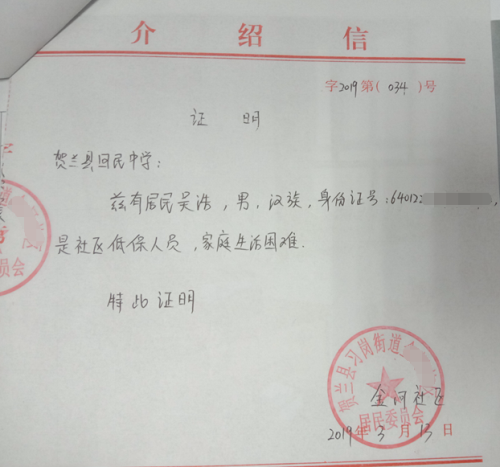 介绍信
字2019第(034)号
证明
贺兰县回民中学:
兹有居民吴浩,男,汉族,身份证号:64012
是社区低保人员,家庭生活困难.
特此证明
贺兰县习岗街道
金河社区
居民委员会
2019年3月13日
员会